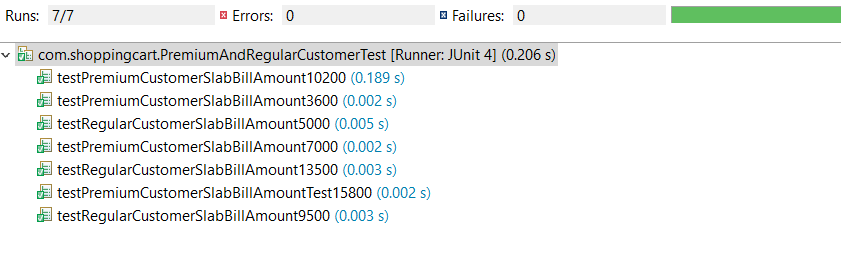 Runs: 7/7 Errors: 0 Failures: 0
com.shoppingcart.PremiumAndRegularCustomerTest [Runner: JUnit 4] (0.206 s)
testPremiumCustomerSlabBillAmount10200 (0.189 s)
testPremiumCustomerSlabBillAmount3600 (0.002 s)
testRegularCustomerSlabBillAmount5000 (0.005 s)
testPremiumCustomerSlabBillAmount7000 (0.002 s)
testRegularCustomerSlabBillAmount13500 (0.003 s)
testPremiumCustomerSlabBillAmountTest15800 (0.002 s)
testRegularCustomerSlabBillAmount9500 (0.003 s)